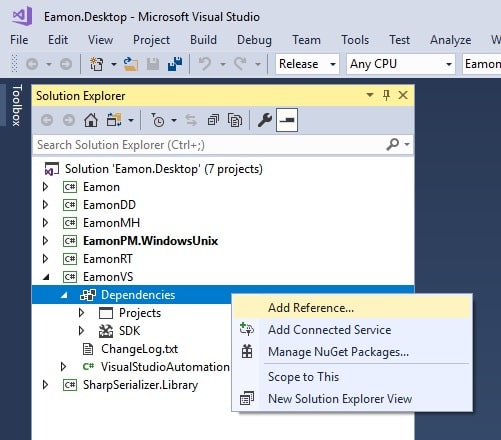 Eamon.Desktop - Microsoft Visual Studio
File Edit View Project Build Debug Team Tools Test Analyze W
Release Any CPU Eamon
Toolbox
Solution Explorer
Search Solution Explorer (Ctrl+;)
Solution 'Eamon.Desktop' (7 projects)
C# Eamon
C# EamonDD
C# EamonMH
C# EamonPM.WindowsUnix
C# EamonRT
C# EamonVS
Dependencies
Projects
SDK
ChangeLog.txt
C# VisualStudioAutomation
C# SharpSerializer.Library
Add Reference...
Add Connected Service
Manage NuGet Packages...
Scope to This
New Solution Explorer View